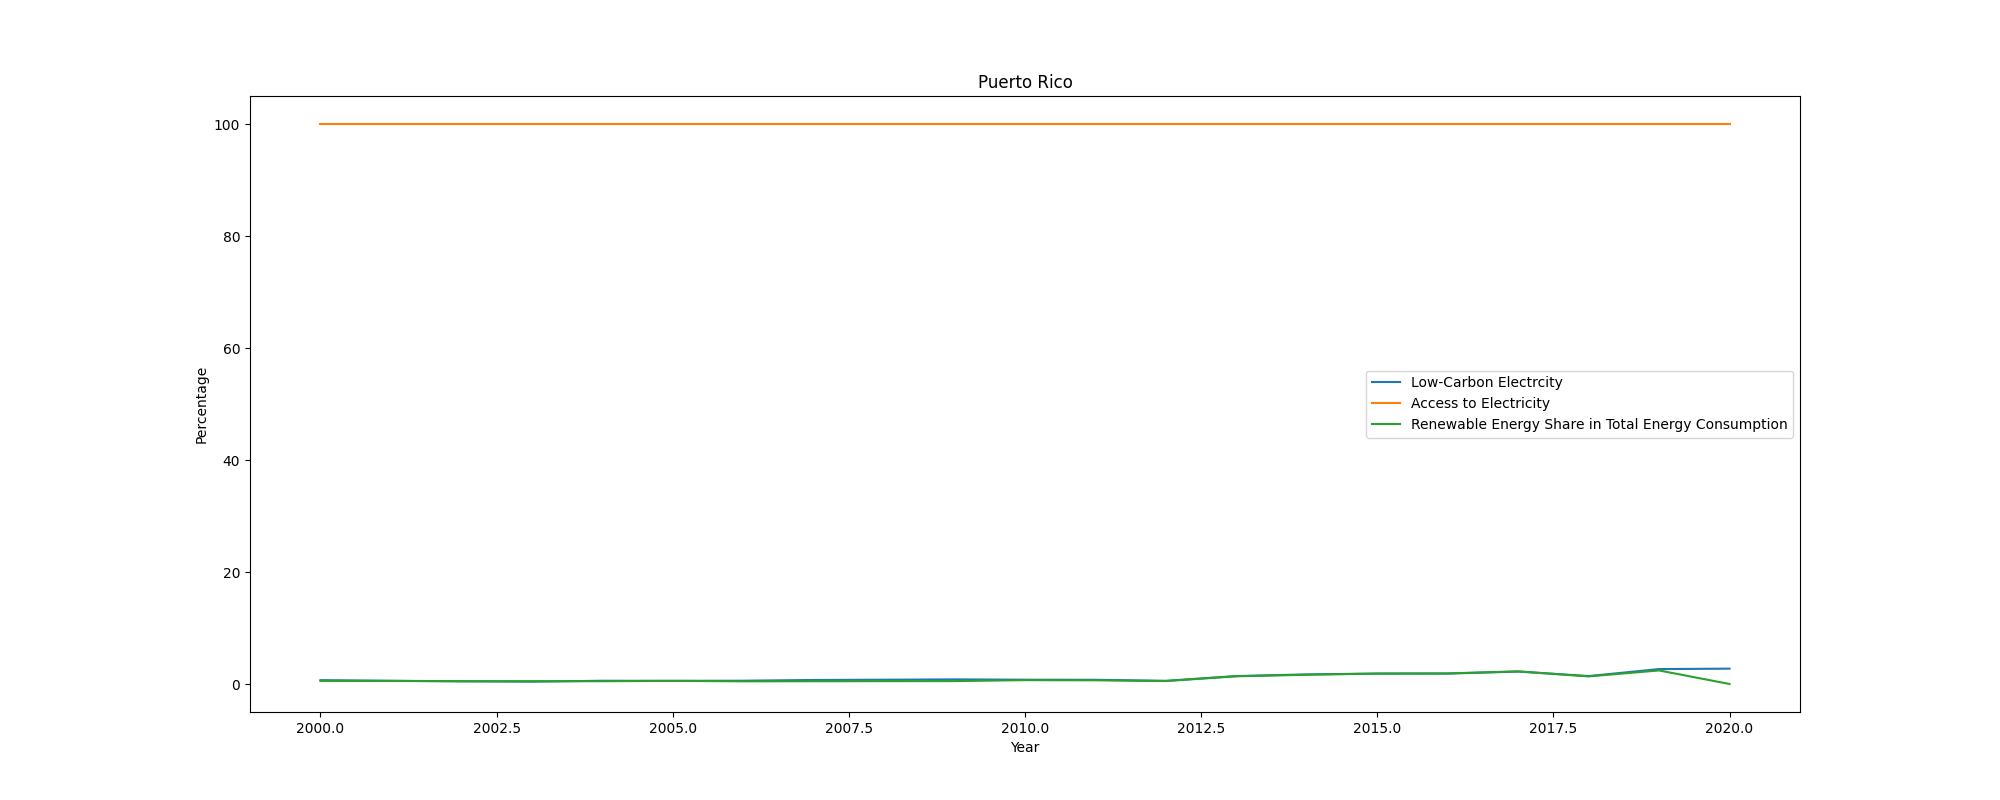 Puerto Rico
100
80
60
40
20
0
Percentage
Low-Carbon Electrcity
Access to Electricity
Renewable Energy Share in Total Energy Consumption
2000.0 2002.5 2005.0 2007.5 2010.0 2012.5 2015.0 2017.5 2020.0
Year